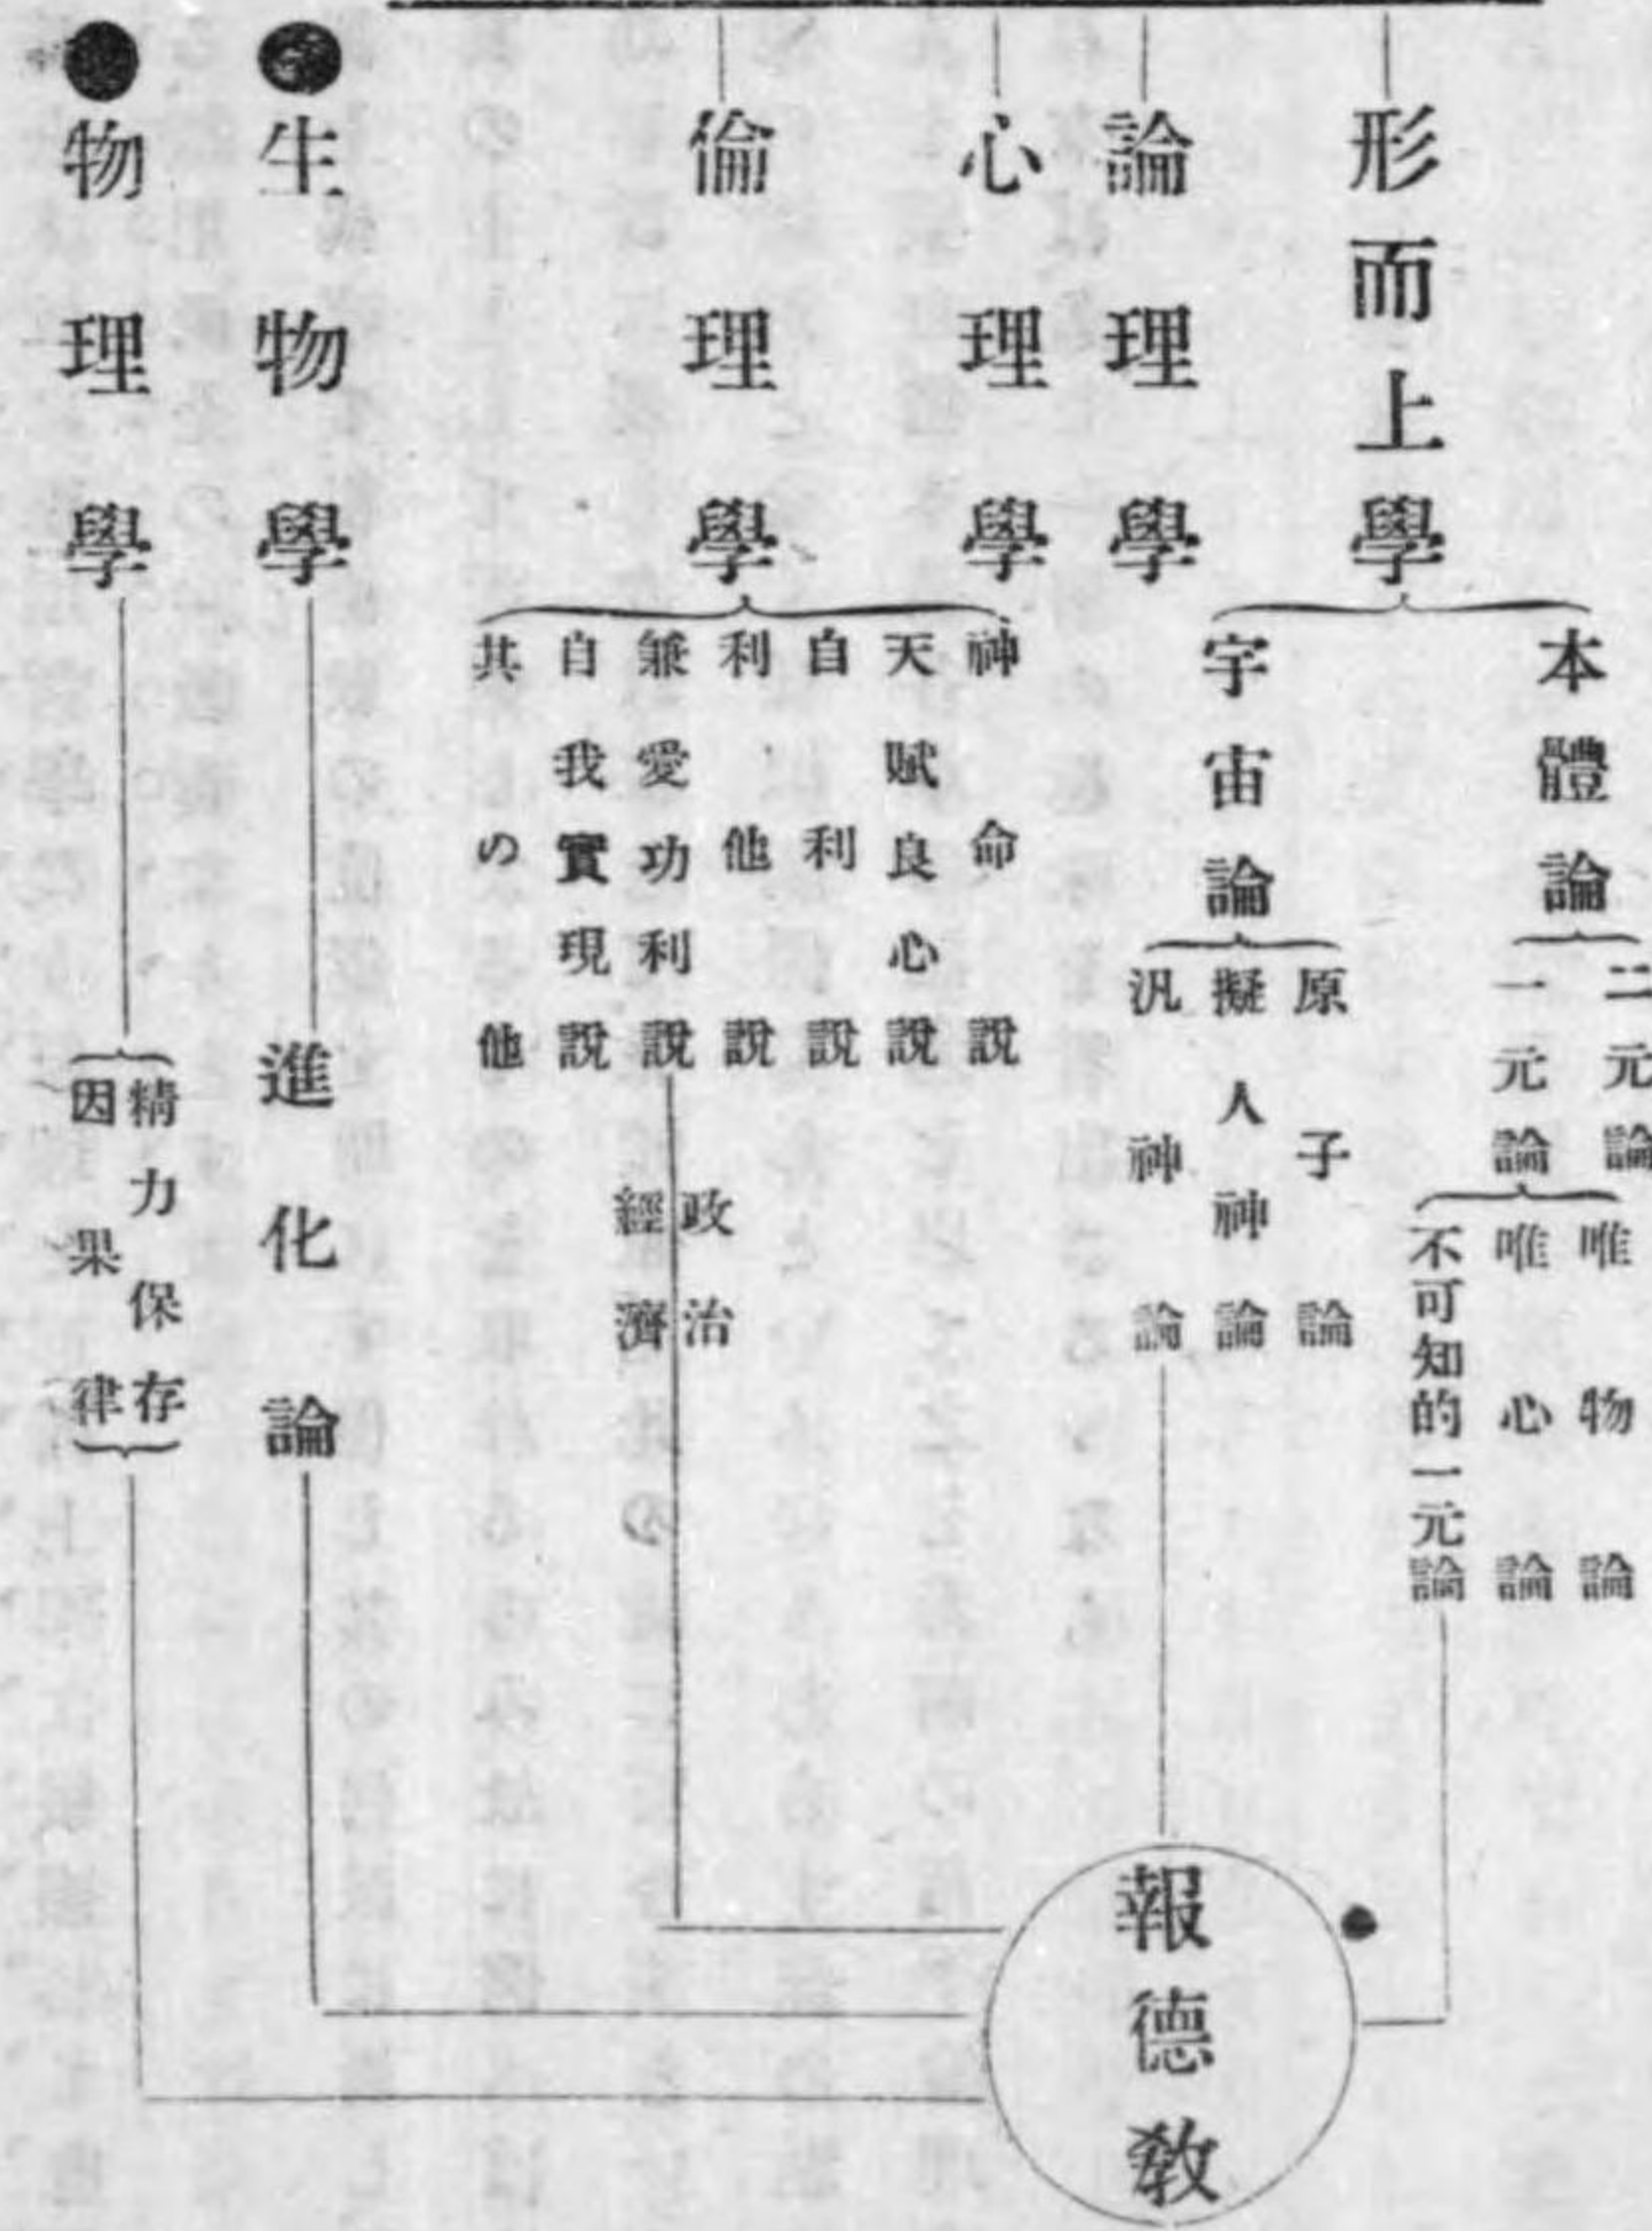 形而上學
本體論
二元論
一元論
唯物論
唯心論
不可知的一元論
宇宙論
原子論
擬人神論
汎神論
論理學
心理學
倫理學
神命說
天賦良心說
自利說
利他說
兼愛功利說
政治
經濟
自我實現說
其の他
生物學
進化論
物理學
精力保存
因果律
報德敎